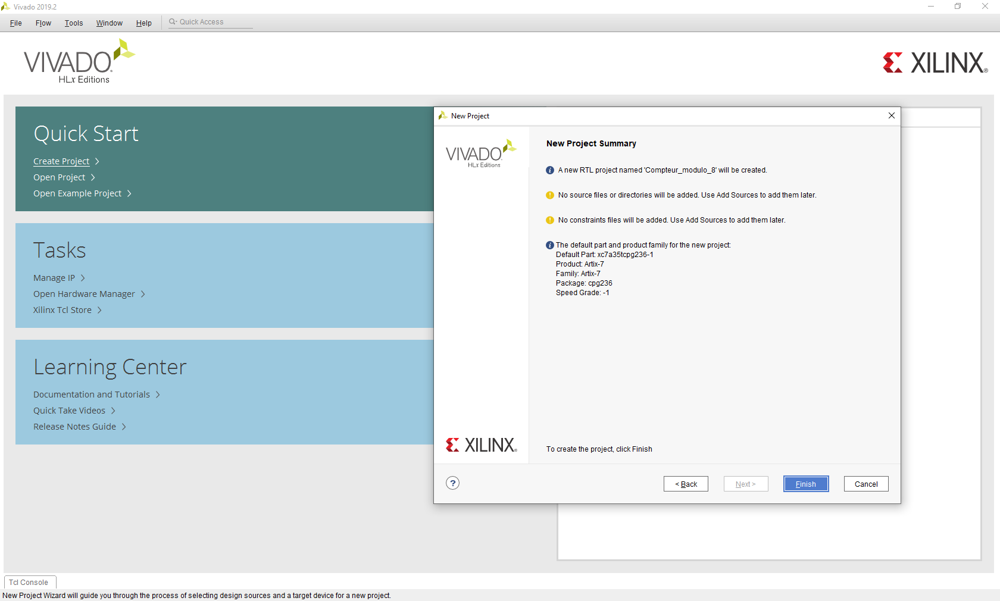 Vivado 2019.2
File Flow Tools Window Help Quick Access
VIVADO®
HLx Editions
XILINX®
Quick Start
Create Project
Open Project
Open Example Project
Tasks
Manage IP
Open Hardware Manager
Xilinx Tcl Store
Learning Center
Documentation and Tutorials
Quick Take Videos
Release Notes Guide
New Project
VIVADO®
HLx Editions
New Project Summary
A new RTL project named 'Compteur_modulo_8' will be created.
No source files or directories will be added. Use Add Sources to add them later.
No constraints files will be added. Use Add Sources to add them later.
The default part and product family for the new project:
Default Part: xc7a35tcpg236-1
Product: Artix-7
Family: Artix-7
Package: cpg236
Speed Grade: -1
XILINX®
To create the project, click Finish
? < Back Next > Finish Cancel
Tcl Console
New Project Wizard will guide you through the process of selecting design sources and a target device for a new project.